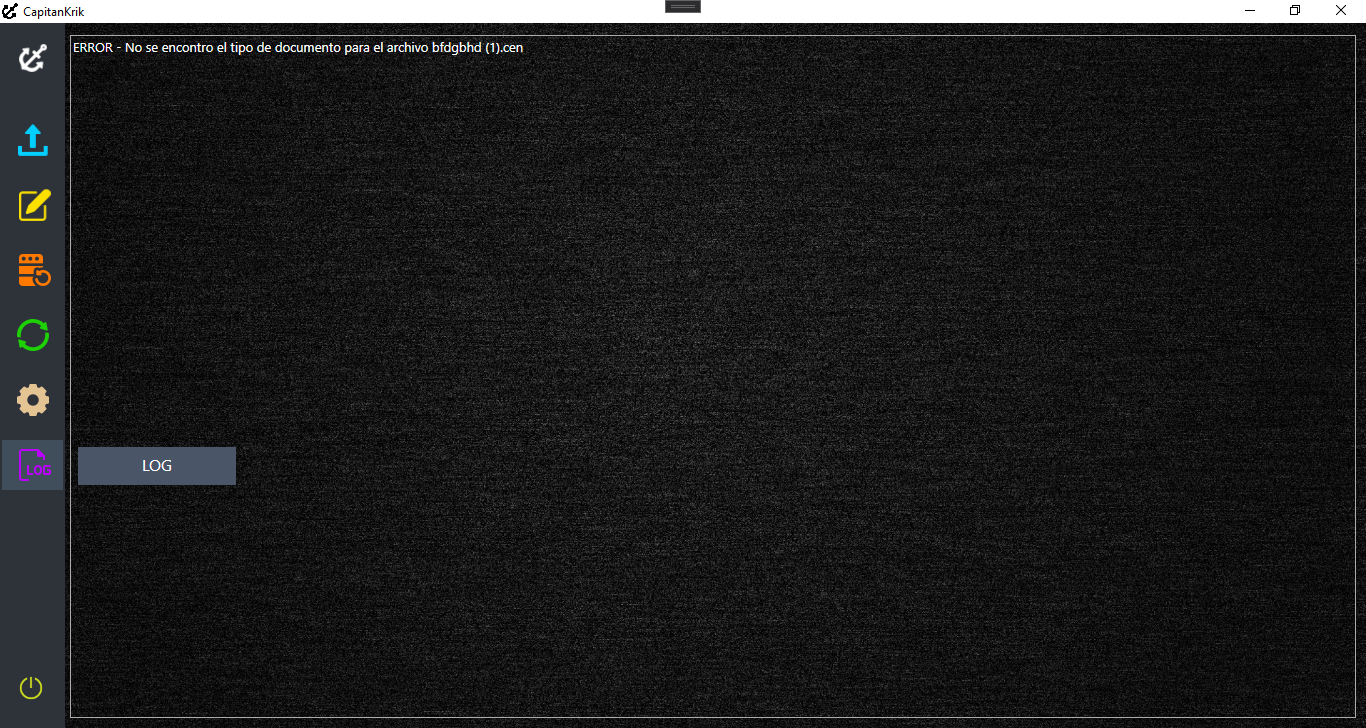 CapitanKrik
ERROR - No se encontro el tipo de documento para el archivo bfdgbhd (1).cen
LOG
LOG